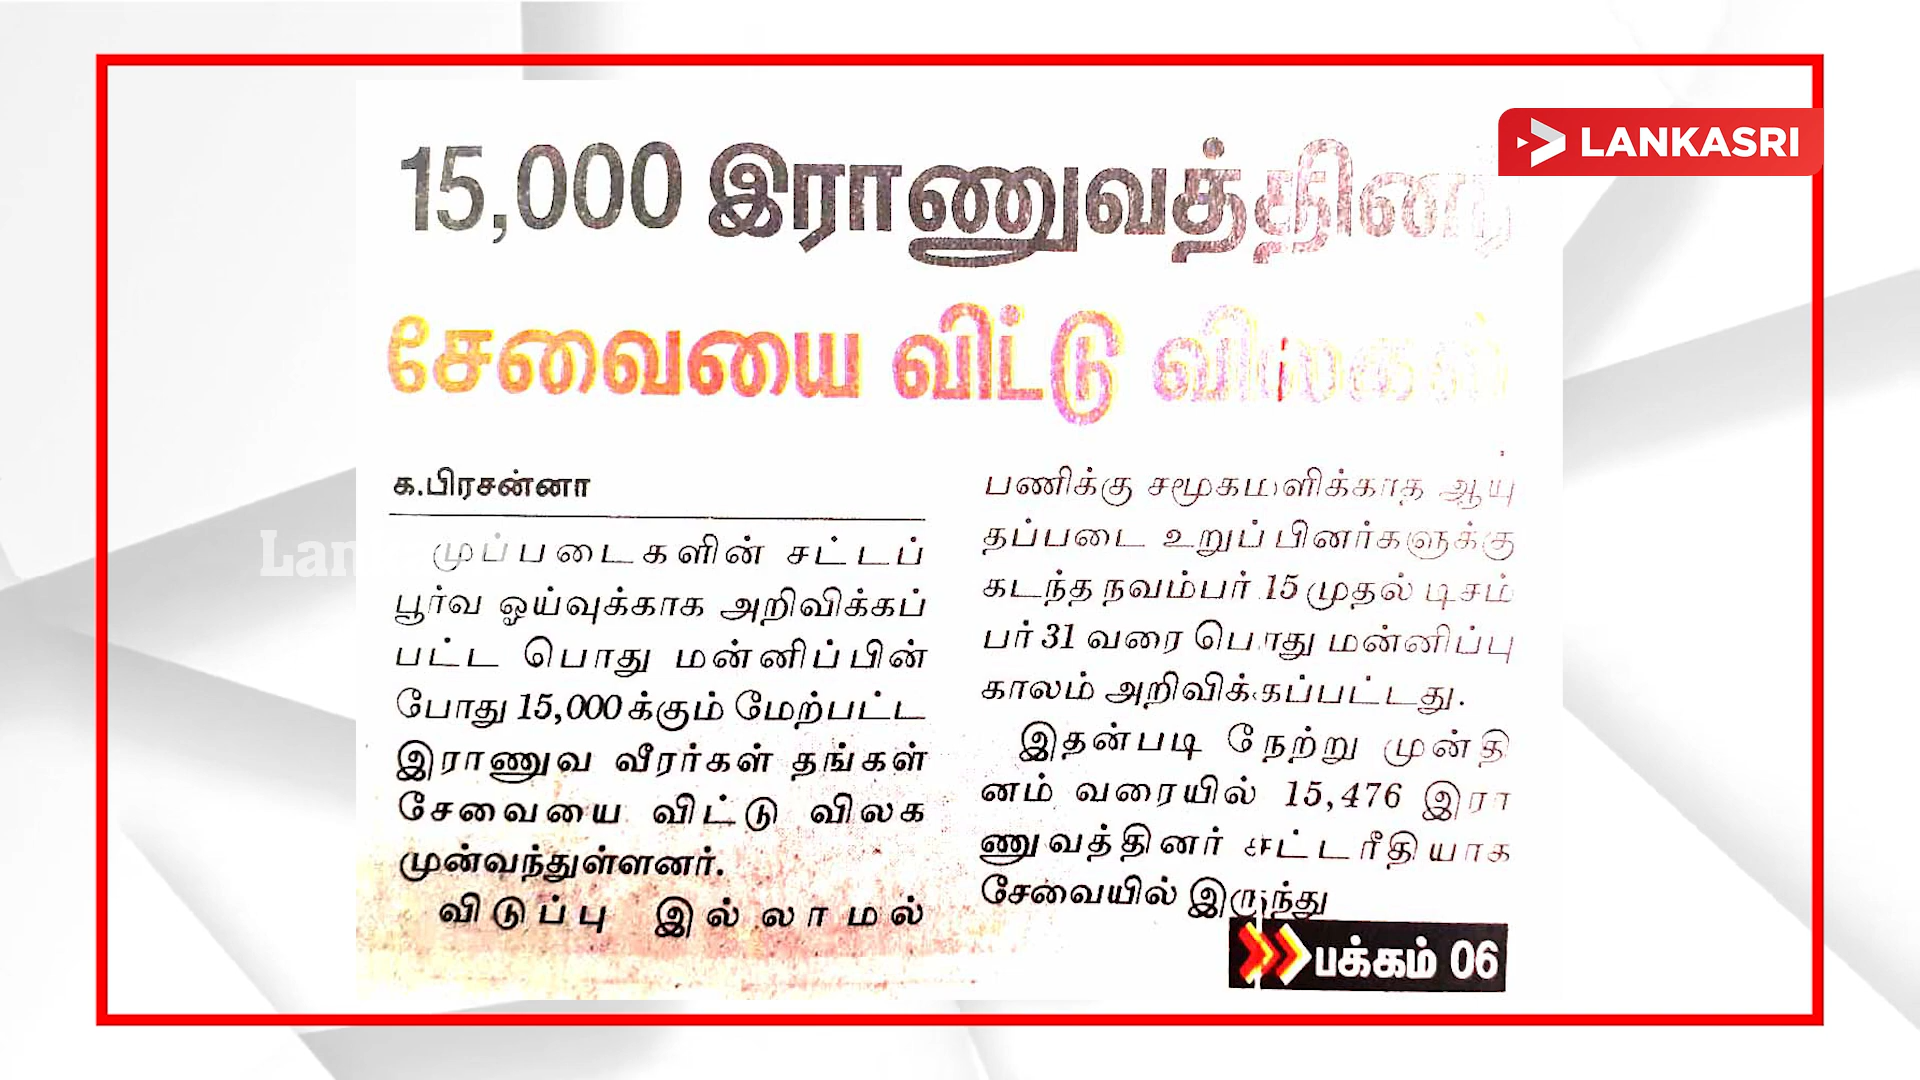 LANKASRI
15,000 இராணுவத்தினர்
சேவையை விட்டு விலகல்
க.பிரசன்னா
முப்படைகளின் சட்டப்
பூர்வ ஓய்வுக்காக அறிவிக்கப்
பட்ட பொது மன்னிப்பின்
போது 15,000க்கும் மேற்பட்ட
இராணுவ வீரர்கள் தங்கள்
சேவையை விட்டு விலக
முன்வந்துள்ளனர்.
விடுப்பு இல்லாமல்
பணிக்கு சமூகமளிக்காத ஆயு
தப்படை உறுப்பினர்களுக்கு
கடந்த நவம்பர் 15 முதல் டிசம்
பர் 31 வரை பொது மன்னிப்பு
காலம் அறிவிக்கப்பட்டது.
இதன்படி நேற்று முன்தி
னம் வரையில் 15,476 இரா
ணுவத்தினர் சட்டரீதியாக
சேவையில் இருந்து
பக்கம் 06